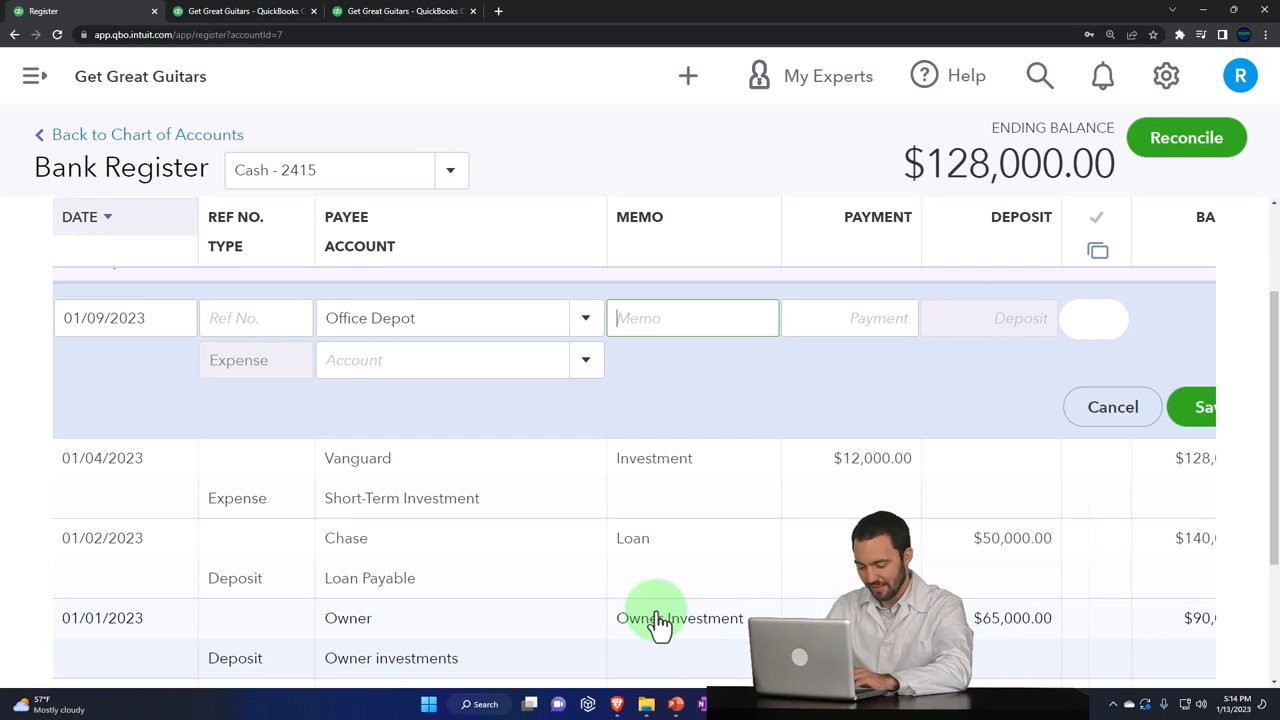 Register
Get Great Guitars - QuickBooks C
Get Great Guitars - QuickBooks C
app.qbo.intuit.com/app/register?accountId=7
Get Great Guitars
My Experts
Help
R
Back to Chart of Accounts
Bank Register
Cash - 2415
ENDING BALANCE
$128,000.00
Reconcile
DATE REF NO. PAYEE MEMO PAYMENT DEPOSIT BA
TYPE ACCOUNT
01/09/2023 Ref No. Office Depot Memo Payment Deposit
Expense Account
Cancel Sav
01/04/2023 Vanguard Investment $12,000.00 $128,
Expense Short-Term Investment
01/02/2023 Chase Loan $50,000.00 $140,
Deposit Loan Payable
01/01/2023 Owner Owner Investment $65,000.00 $90,
Deposit Owner investments
57°F
Mostly cloudy
Search
5:14 PM
1/13/2023